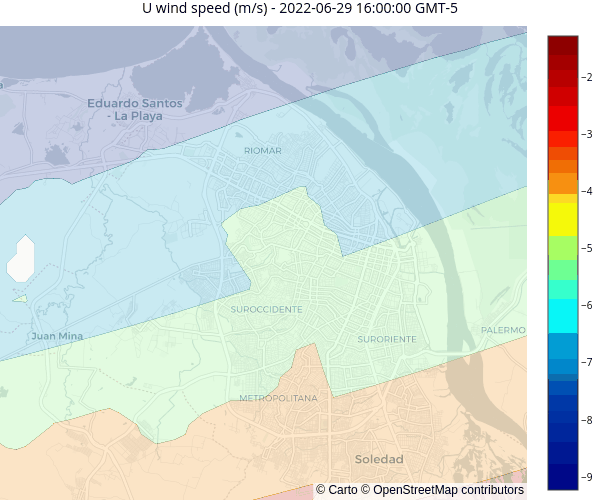 U wind speed (m/s) - 2022-06-29 16:00:00 GMT-5
Eduardo Santos
- La Playa
RIOMAR
SUROCCIDENTE
Juan Mina
SURORIENTE
PALERMO
METROPOLITANA
Soledad
© Carto © OpenStreetMap contributors
−2
−3
−4
−5
−6
−7
−8
−9